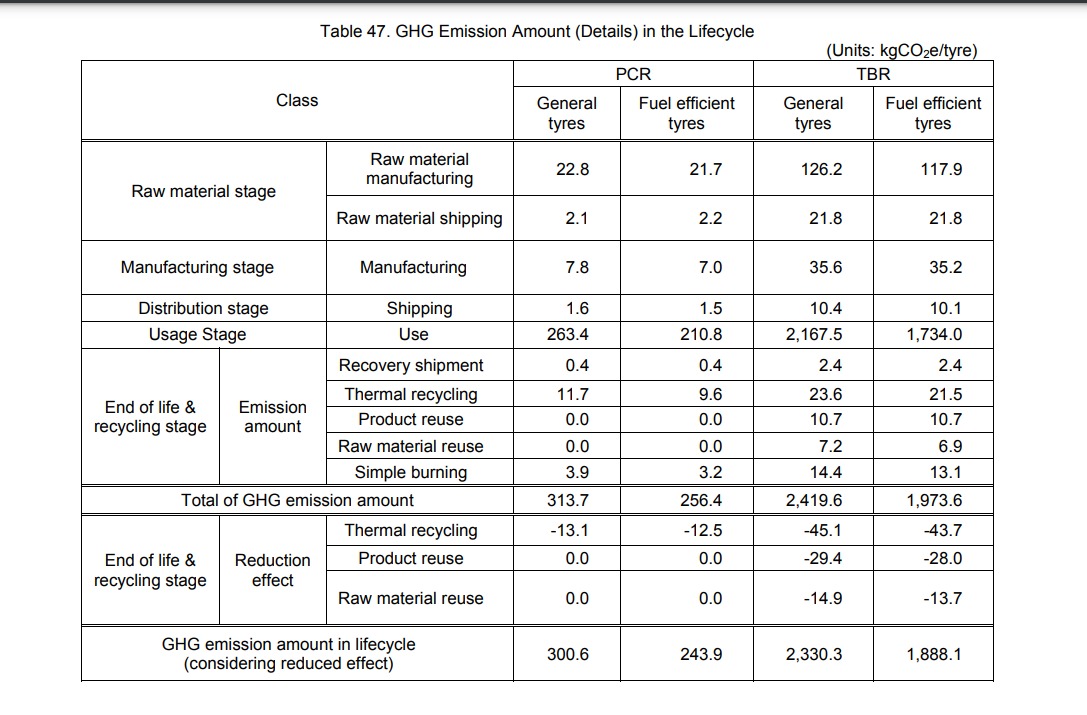 Table 47. GHG Emission Amount (Details) in the Lifecycle
(Units: kgCO₂e/tyre)
Class PCR TBR
General tyres Fuel efficient tyres General tyres Fuel efficient tyres
Raw material stage Raw material manufacturing 22.8 21.7 126.2 117.9
Raw material shipping 2.1 2.2 21.8 21.8
Manufacturing stage Manufacturing 7.8 7.0 35.6 35.2
Distribution stage Shipping 1.6 1.5 10.4 10.1
Usage Stage Use 263.4 210.8 2,167.5 1,734.0
End of life & recycling stage Emission amount Recovery shipment 0.4 0.4 2.4 2.4
Thermal recycling 11.7 9.6 23.6 21.5
Product reuse 0.0 0.0 10.7 10.7
Raw material reuse 0.0 0.0 7.2 6.9
Simple burning 3.9 3.2 14.4 13.1
Total of GHG emission amount 313.7 256.4 2,419.6 1,973.6
End of life & recycling stage Reduction effect Thermal recycling -13.1 -12.5 -45.1 -43.7
Product reuse 0.0 0.0 -29.4 -28.0
Raw material reuse 0.0 0.0 -14.9 -13.7
GHG emission amount in lifecycle (considering reduced effect) 300.6 243.9 2,330.3 1,888.1